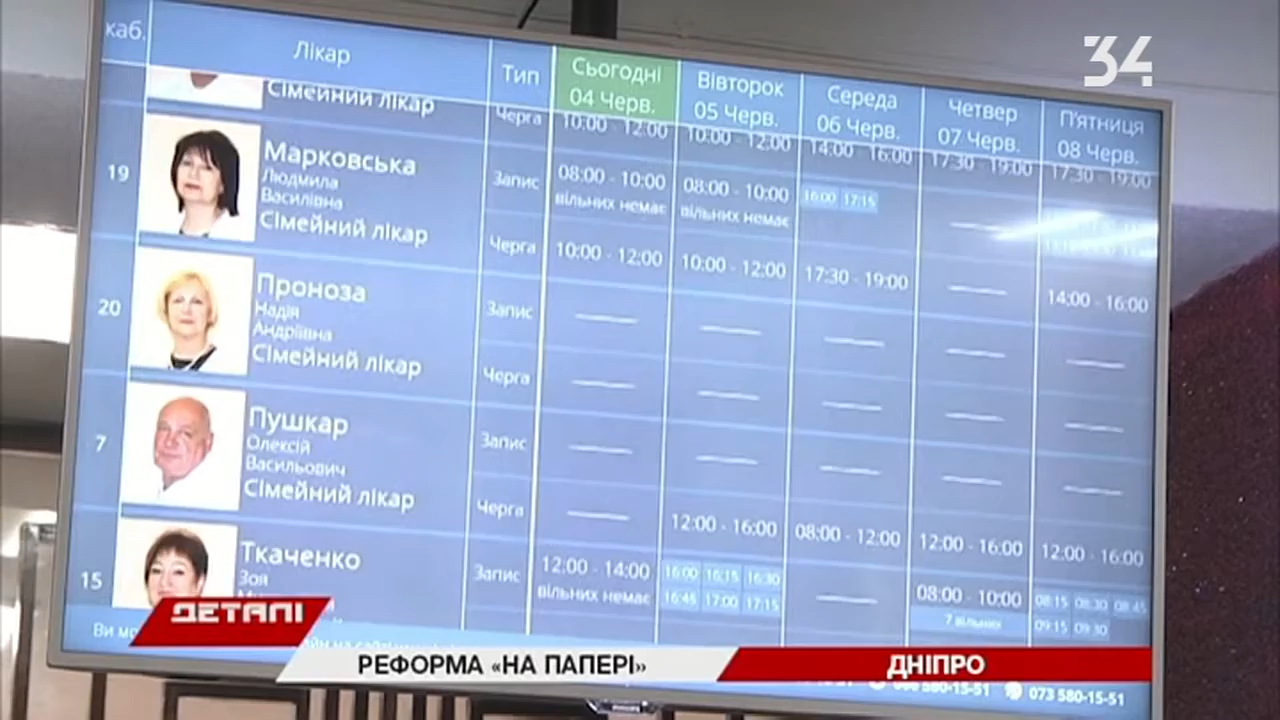 34
каб. Лікар Тип Сьогодні 04 Черв. Вівторок 05 Черв. Середа 06 Черв. Четвер 07 Черв. П'ятниця 08 Черв.
Сімейний лікар Черга 10:00 - 12:00 10:00 - 12:00 14:00 - 16:00 17:30 - 19:00 17:30 - 19:00
19 Марковська
Людмила
Василівна
Сімейний лікар
Запис 08:00 - 10:00 вільних немає 08:00 - 10:00 вільних немає 16:00 17:15
Черга 10:00 - 12:00 10:00 - 12:00 17:30 - 19:00 14:00 - 16:00
20 Проноза
Надія
Андріївна
Сімейний лікар
Запис
Черга
7 Пушкар
Олексій
Васильович
Сімейний лікар
Запис
Черга 12:00 - 16:00 08:00 - 12:00 12:00 - 16:00 12:00 - 16:00
15 Ткаченко
Зоя
Запис 12:00 - 14:00 вільних немає 16:00 16:15 16:30 16:45 17:00 17:15 08:00 - 10:00 7 вільних 08:15 08:30 08:45 09:15 09:30
ДЕТАЛІ
Ви
РЕФОРМА «НА ПАПЕРІ»
ДНІПРО
580-15-51 073 580-15-51
PHILIPS